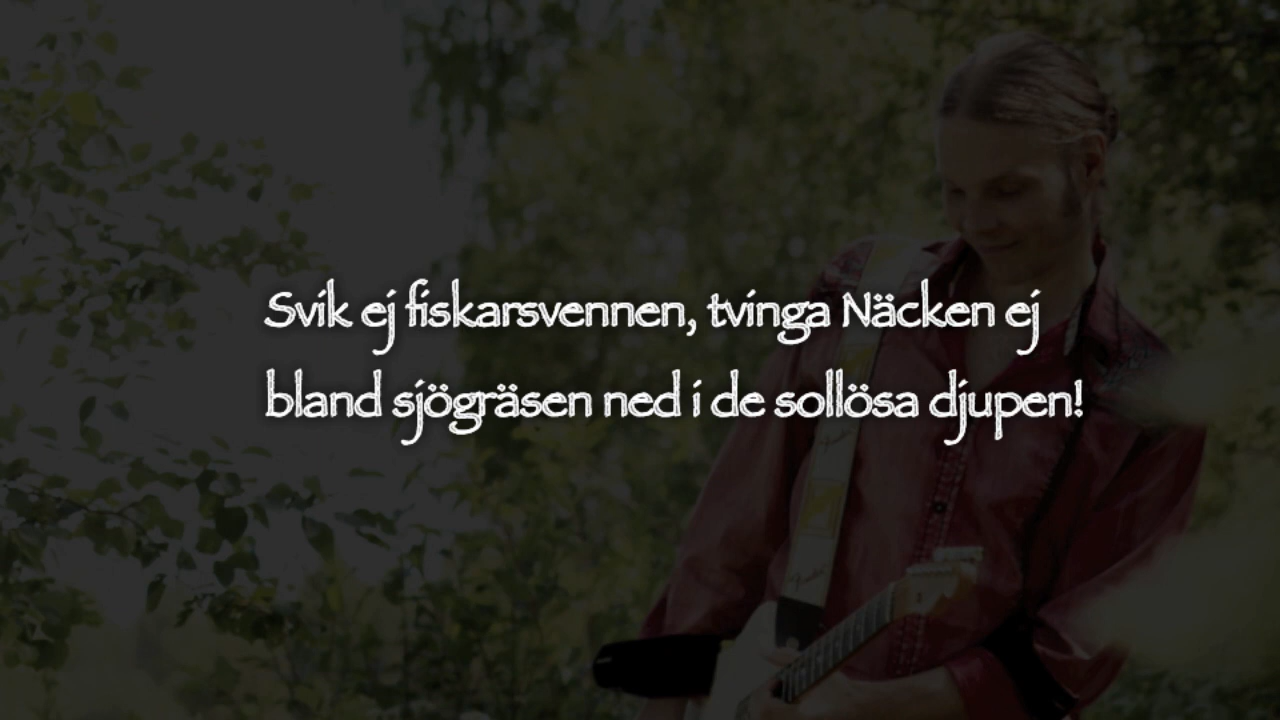 Svik ej fiskarsvennen, tvinga Näcken ej
bland sjögräsen ned i de sollösa djupen!